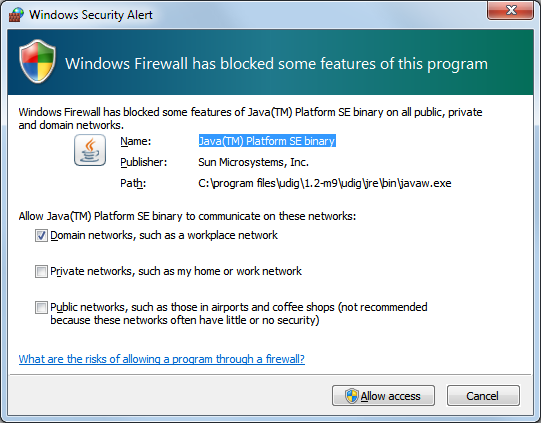 Windows Security Alert
Windows Firewall has blocked some features of this program
Windows Firewall has blocked some features of Java(TM) Platform SE binary on all public, private
and domain networks.
Name: Java(TM) Platform SE binary
Publisher: Sun Microsystems, Inc.
Path: C:\program files\udig\1.2-m9\udig\jre\bin\javaw.exe
Allow Java(TM) Platform SE binary to communicate on these networks:
Domain networks, such as a workplace network
Private networks, such as my home or work network
Public networks, such as those in airports and coffee shops (not recommended
because these networks often have little or no security)
What are the risks of allowing a program through a firewall?
Allow access Cancel